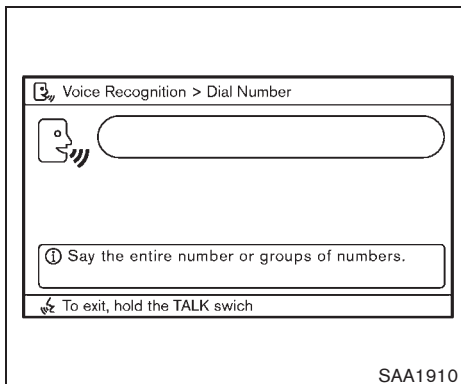 Voice Recognition > Dial Number
Say the entire number or groups of numbers.
To exit, hold the TALK swich
SAA1910